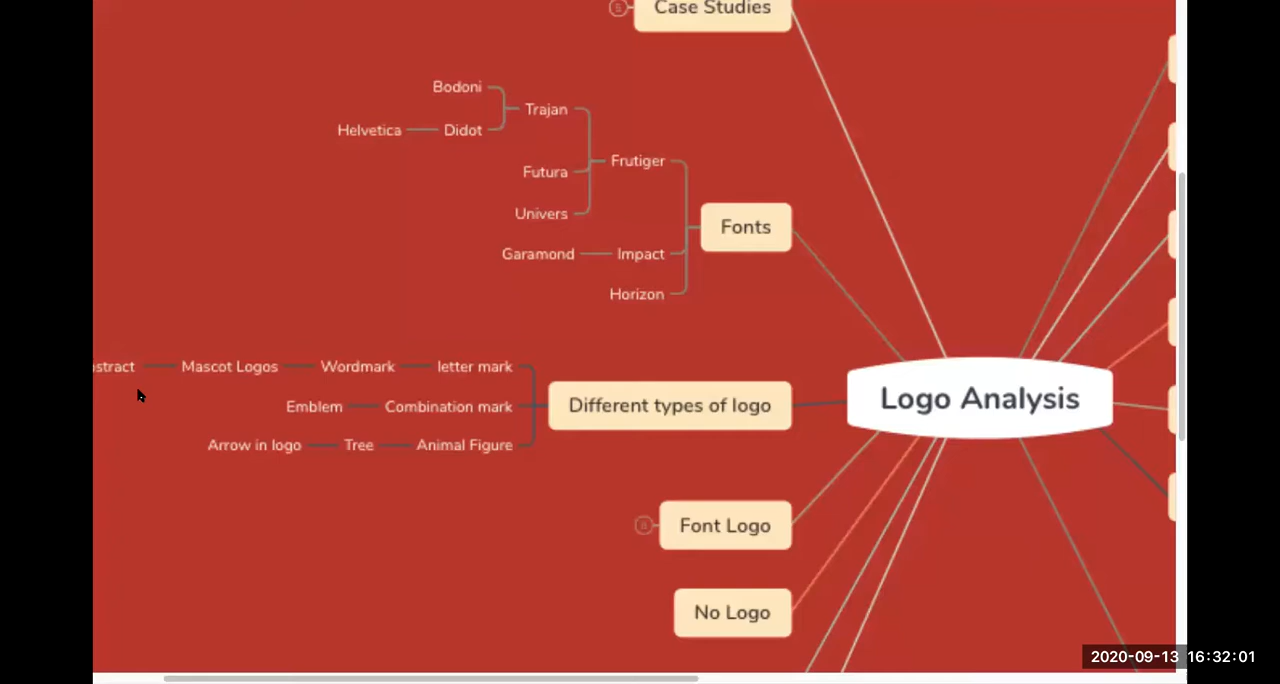 Case Studies
Bodoni
Trajan
Helvetica
Didot
Frutiger
Futura
Univers
Fonts
Garamond
Impact
Horizon
Mascot Logos
Wordmark
letter mark
Emblem
Combination mark
Different types of logo
Logo Analysis
Arrow in logo
Tree
Animal Figure
Font Logo
No Logo
2020-09-13 16:32:01